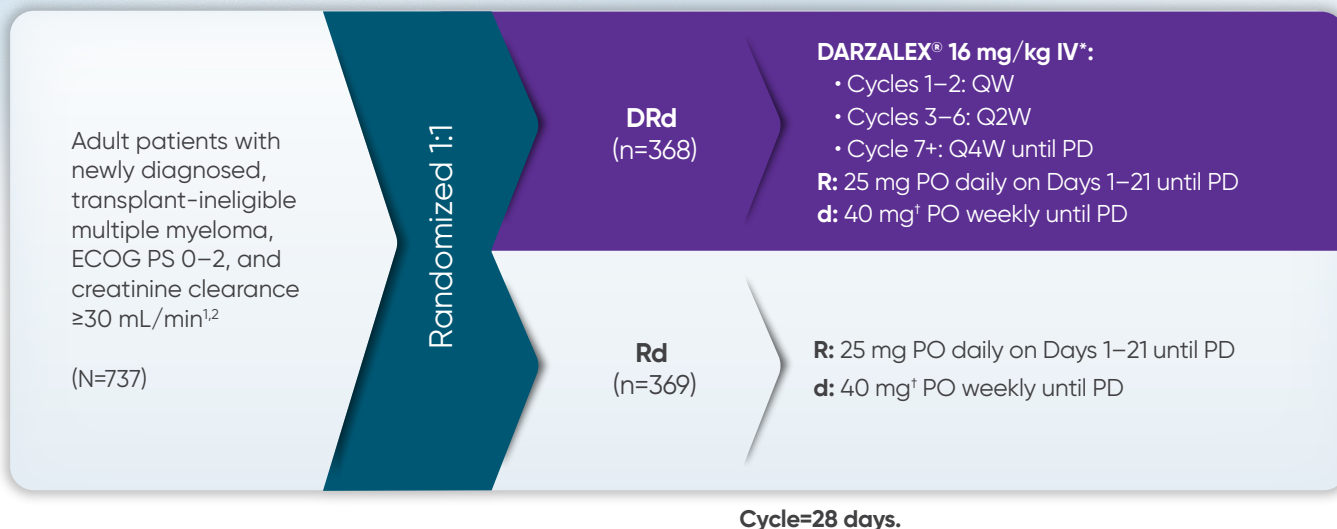 Adult patients with
newly diagnosed,
transplant-ineligible
multiple myeloma,
ECOG PS 0–2, and
creatinine clearance
≥30 mL/min¹,²
(N=737)
Randomized 1:1
DRd
(n=368)
DARZALEX® 16 mg/kg IV*:
• Cycles 1–2: QW
• Cycles 3–6: Q2W
• Cycle 7+: Q4W until PD
R: 25 mg PO daily on Days 1–21 until PD
d: 40 mg† PO weekly until PD
Rd
(n=369)
R: 25 mg PO daily on Days 1–21 until PD
d: 40 mg† PO weekly until PD
Cycle=28 days.